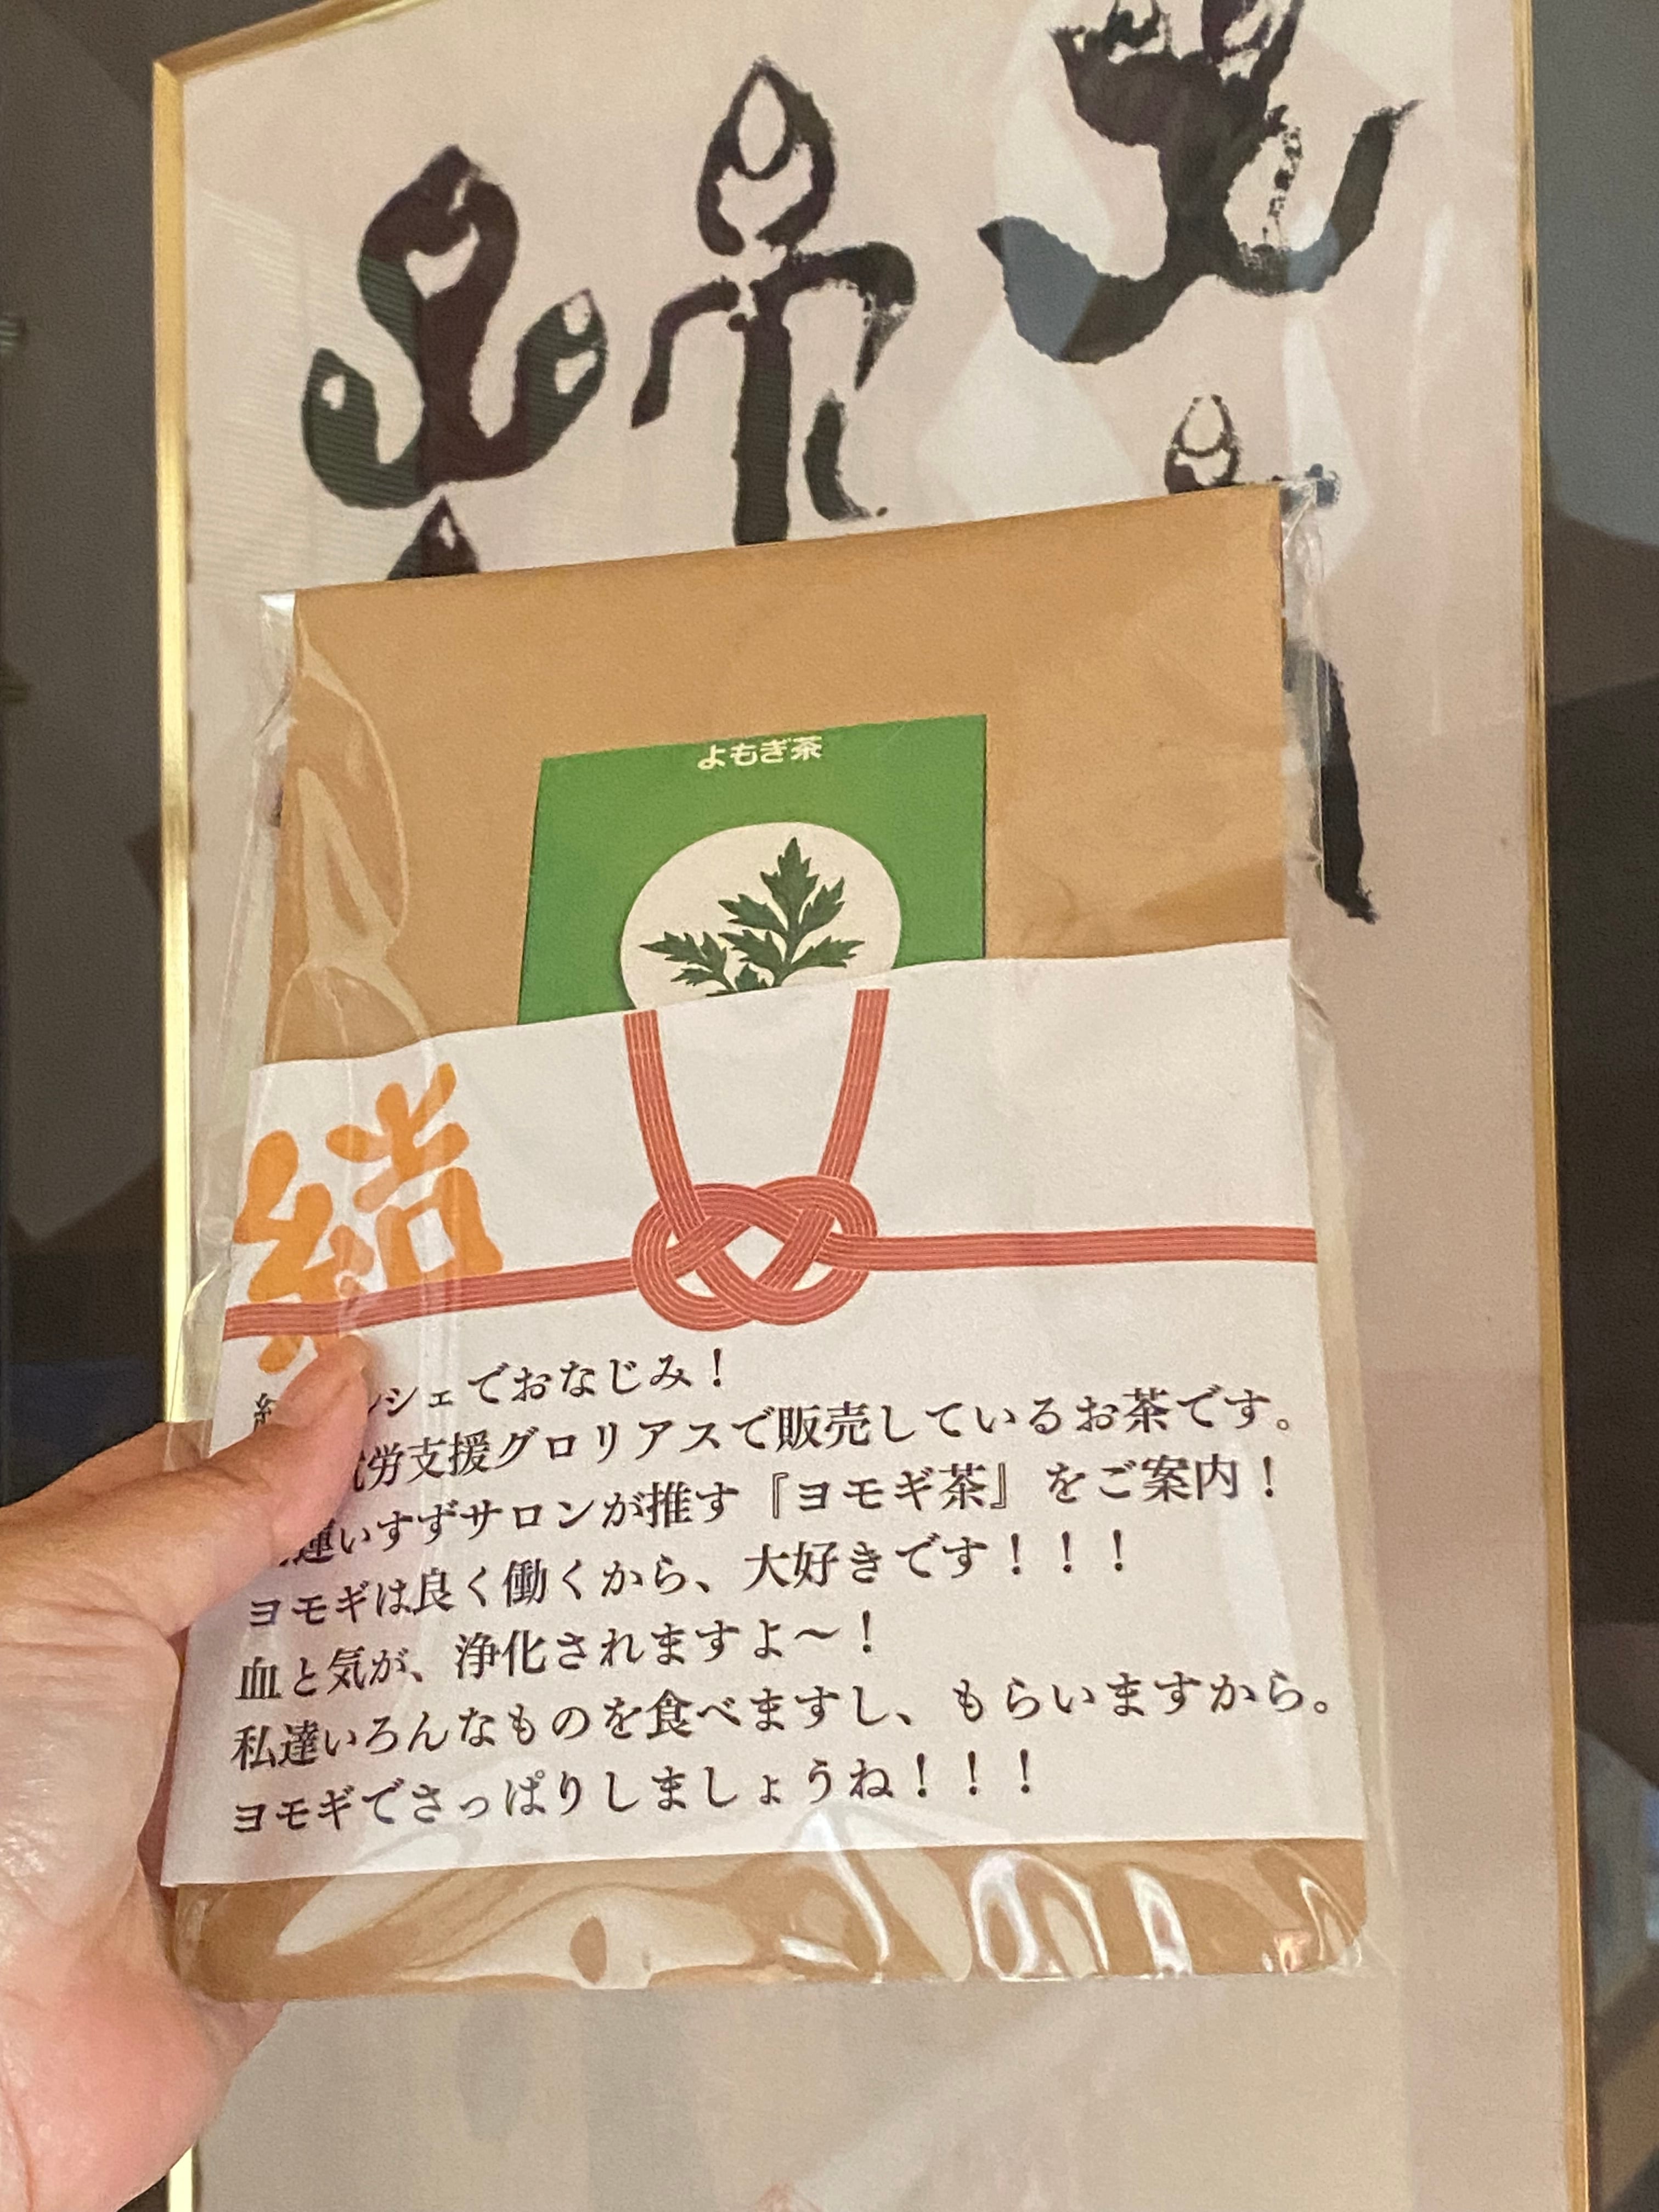 よもぎ茶
結
シェでおなじみ！
労支援グロリアスで販売しているお茶です。
運いすずサロンが推す『ヨモギ茶』をご案内！
ヨモギは良く働くから、大好きです！！！
血と気が、浄化されますよ〜！
私達いろんなものを食べますし、もらいますから。
ヨモギでさっぱりしましょうね！！！